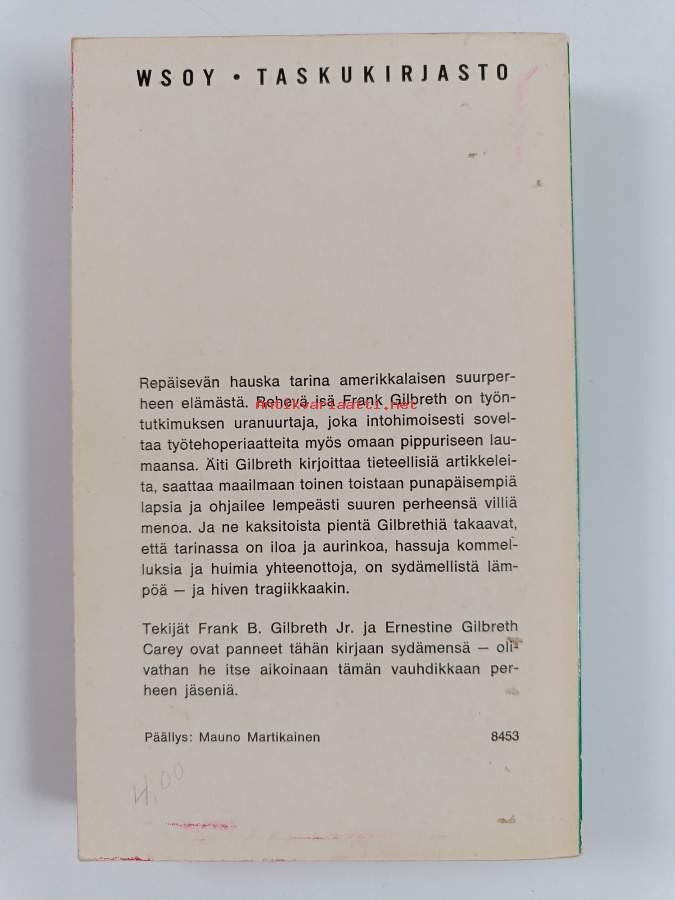 WSOY • TASKUKIRJASTO
Repäisevän hauska tarina amerikkalaisen suurper-
heen elämästä. Rehevä isä Frank Gilbreth on työn-
antikvariaatti.net
tutkimuksen uranuurtaja, joka intohimoisesti sovel-
taa työtehoperiaatteita myös omaan pippuriseen lau-
maansa. Äiti Gilbreth kirjoittaa tieteellisiä artikkelei-
ta, saattaa maailmaan toinen toistaan punapäisempiä
lapsia ja ohjailee lempeästi suuren perheensä villiä
menoa. Ja ne kaksitoista pientä Gilbrethiä takaavat,
että tarinassa on iloa ja aurinkoa, hassuja kommel-
luksia ja huimia yhteenottoja, on sydämellistä läm-
pöä — ja hiven tragiikkaakin.
Tekijät Frank B. Gilbreth Jr. ja Ernestine Gilbreth
Carey ovat panneet tähän kirjaan sydämensä — oli-
vathan he itse aikoinaan tämän vauhdikkaan per-
heen jäseniä.
Päällys: Mauno Martikainen 8453
4.00